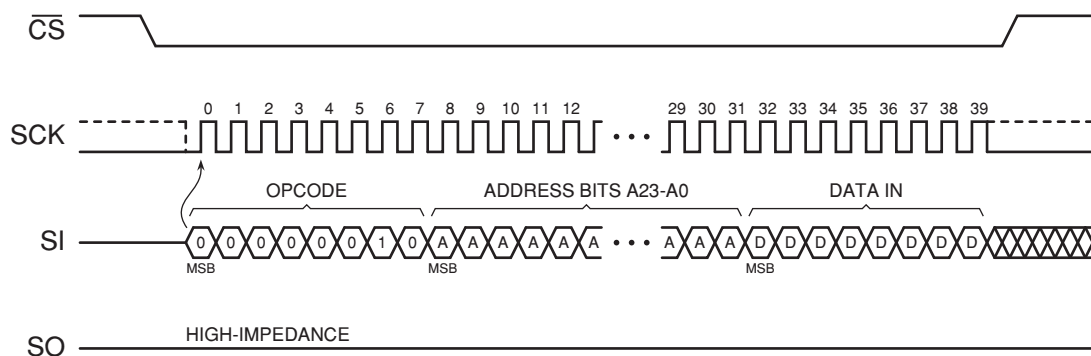 CS
SCK
0 1 2 3 4 5 6 7 8 9 10 11 12 29 30 31 32 33 34 35 36 37 38 39
OPCODE ADDRESS BITS A23-A0 DATA IN
SI
0 0 0 0 0 0 1 0 A A A A A A A A A D D D D D D D D
MSB MSB MSB
HIGH-IMPEDANCE
SO